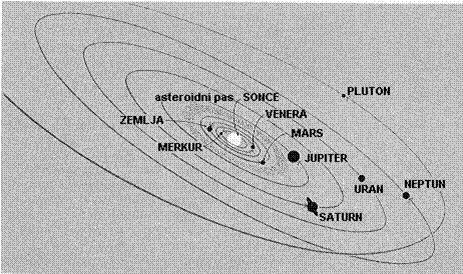 PLUTON
asteroidni pas
SONCE
VENERA
ZEMLJA
MARS
MERKUR
JUPITER
URAN
NEPTUN
SATURN